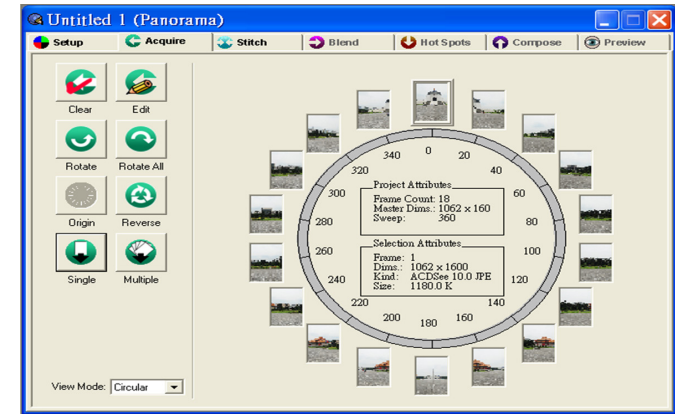 Untitled 1 (Panorama)
Setup Acquire Stitch Blend Hot Spots Compose Preview
Clear Edit
Rotate Rotate All
Origin Reverse
Single Multiple
View Mode: Circular
0
20
40
60
80
100
120
140
160
180
200
220
240
260
280
300
320
340
Project Attributes
Frame Count: 18
Master Dims.: 1062 x 160
Sweep: 360
Selection Attributes
Frame: 1
Dims.: 1062 x 1600
Kind: ACDSee 10.0 JPE
Size: 1180.0 K